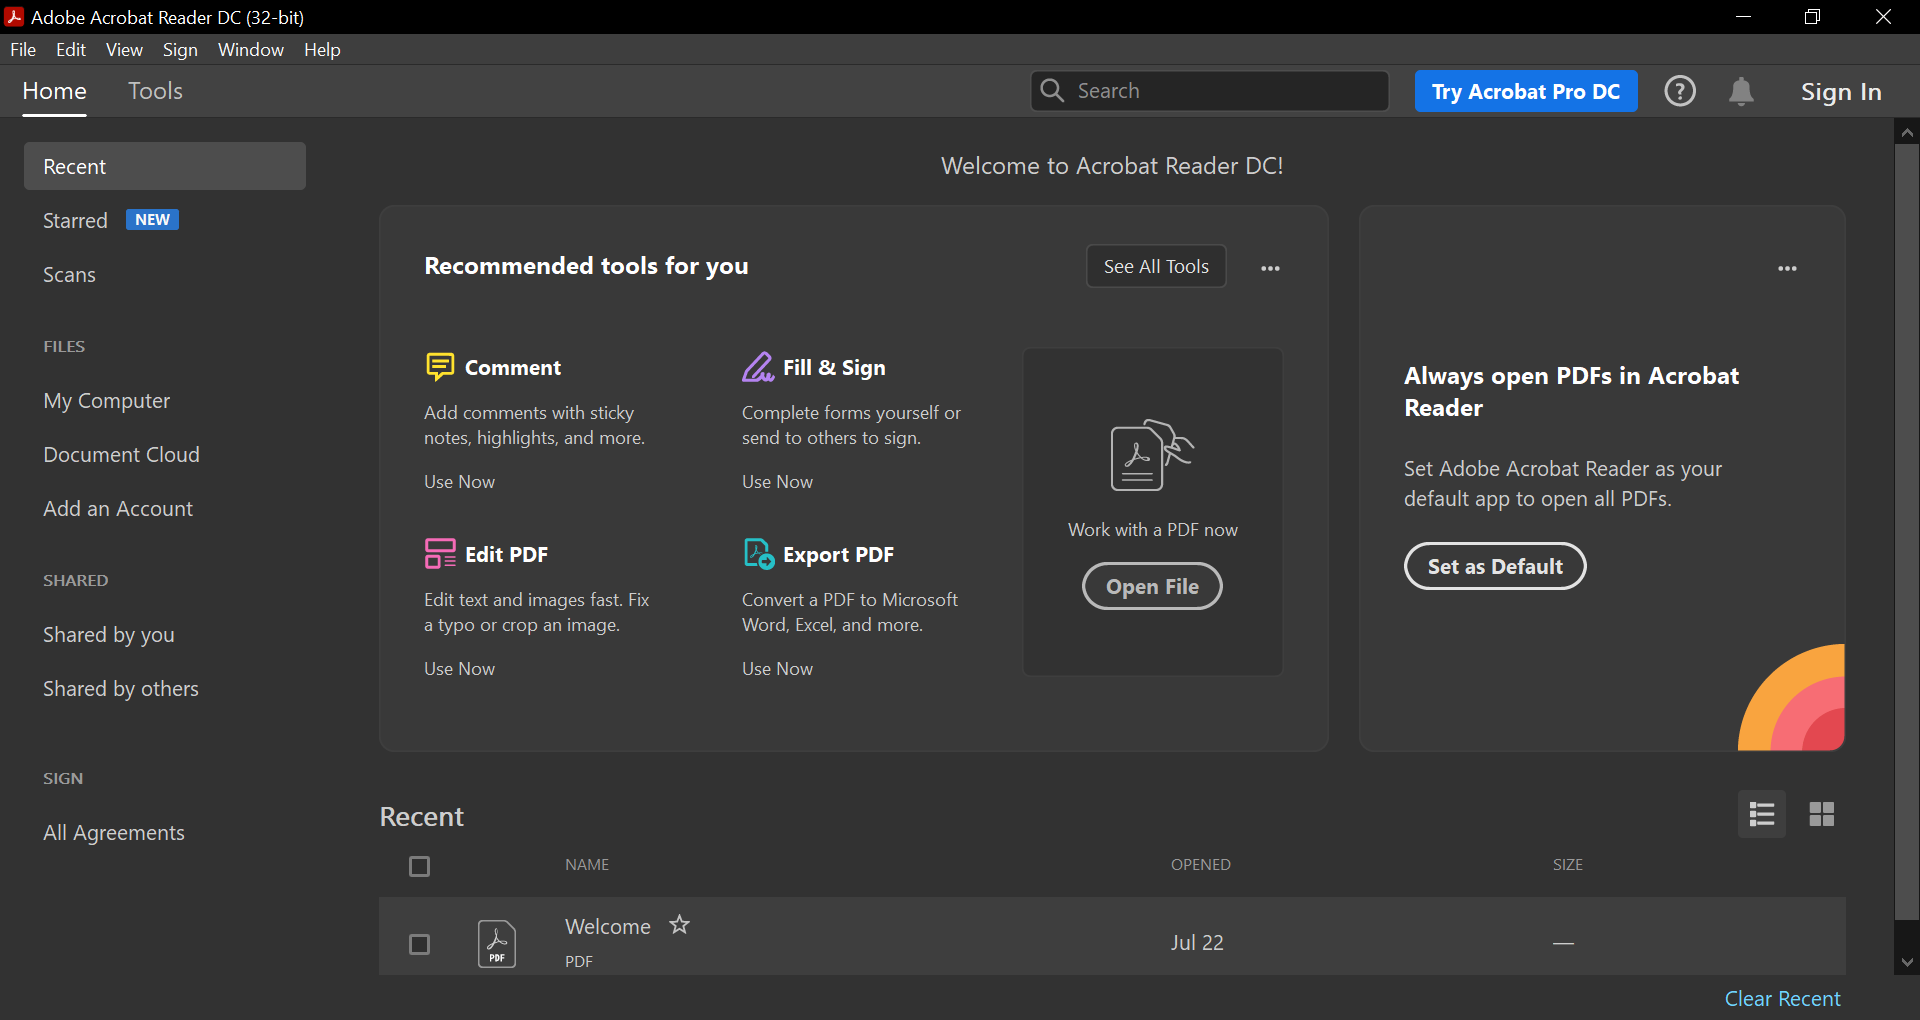 Adobe Acrobat Reader DC (32-bit)
File Edit View Sign Window Help
Home Tools
Search
Try Acrobat Pro DC
Sign In
Recent
Starred NEW
Scans
FILES
My Computer
Document Cloud
Add an Account
SHARED
Shared by you
Shared by others
SIGN
All Agreements
Welcome to Acrobat Reader DC!
Recommended tools for you
See All Tools
Comment
Add comments with sticky
notes, highlights, and more.
Use Now
Fill & Sign
Complete forms yourself or
send to others to sign.
Use Now
Edit PDF
Edit text and images fast. Fix
a typo or crop an image.
Use Now
Export PDF
Convert a PDF to Microsoft
Word, Excel, and more.
Use Now
Work with a PDF now
Open File
Always open PDFs in Acrobat
Reader
Set Adobe Acrobat Reader as your
default app to open all PDFs.
Set as Default
Recent
NAME OPENED SIZE
PDF
Welcome
PDF
Jul 22 —
Clear Recent